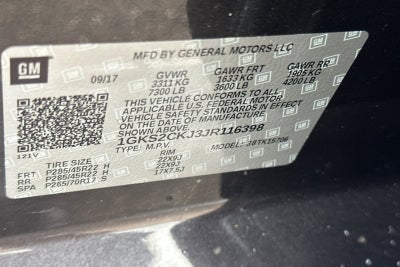 GM
MFD BY GENERAL MOTORS LLC
09/17 GVWR GAWR FRT GAWR RR
3311 KG 1633 KG 1905 KG
7300 LB 3600 LB 4200 LB
THIS VEHICLE CONFORMS TO ALL
APPLICABLE U.S. FEDERAL MOTOR
VEHICLE SAFETY STANDARDS IN EFFECT
ON THE DATE OF MANUFACTURE
SHOWN ABOVE.
1GKS2CKJ3JR116398
121V TYPE: M.P.V. MODEL:
TIRE SIZE RIM
FRT P285/45R22 H 22X9J
RR P285/45R22 H 22X9J
SPA P265/70R17 S 17X7.5J